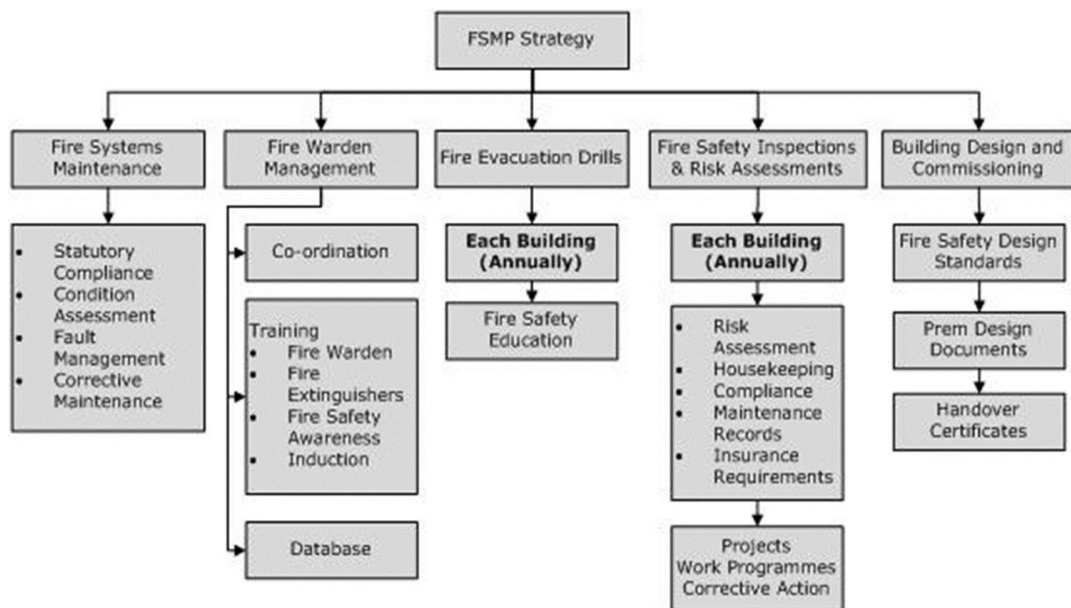 FSMP Strategy
Fire Systems
Maintenance
• Statutory
Compliance
• Condition
Assessment
• Fault
Management
• Corrective
Maintenance
Fire Warden
Management
Co-ordination
Training
• Fire Warden
• Fire
Extinguishers
• Fire Safety
Awareness
• Induction
Database
Fire Evacuation Drills
Each Building
(Annually)
Fire Safety
Education
Fire Safety Inspections
& Risk Assessments
Each Building
(Annually)
• Risk
Assessment
• Housekeeping
• Compliance
• Maintenance
Records
• Insurance
Requirements
Projects
Work Programmes
Corrective Action
Building Design and
Commissioning
Fire Safety Design
Standards
Prem Design
Documents
Handover
Certificates